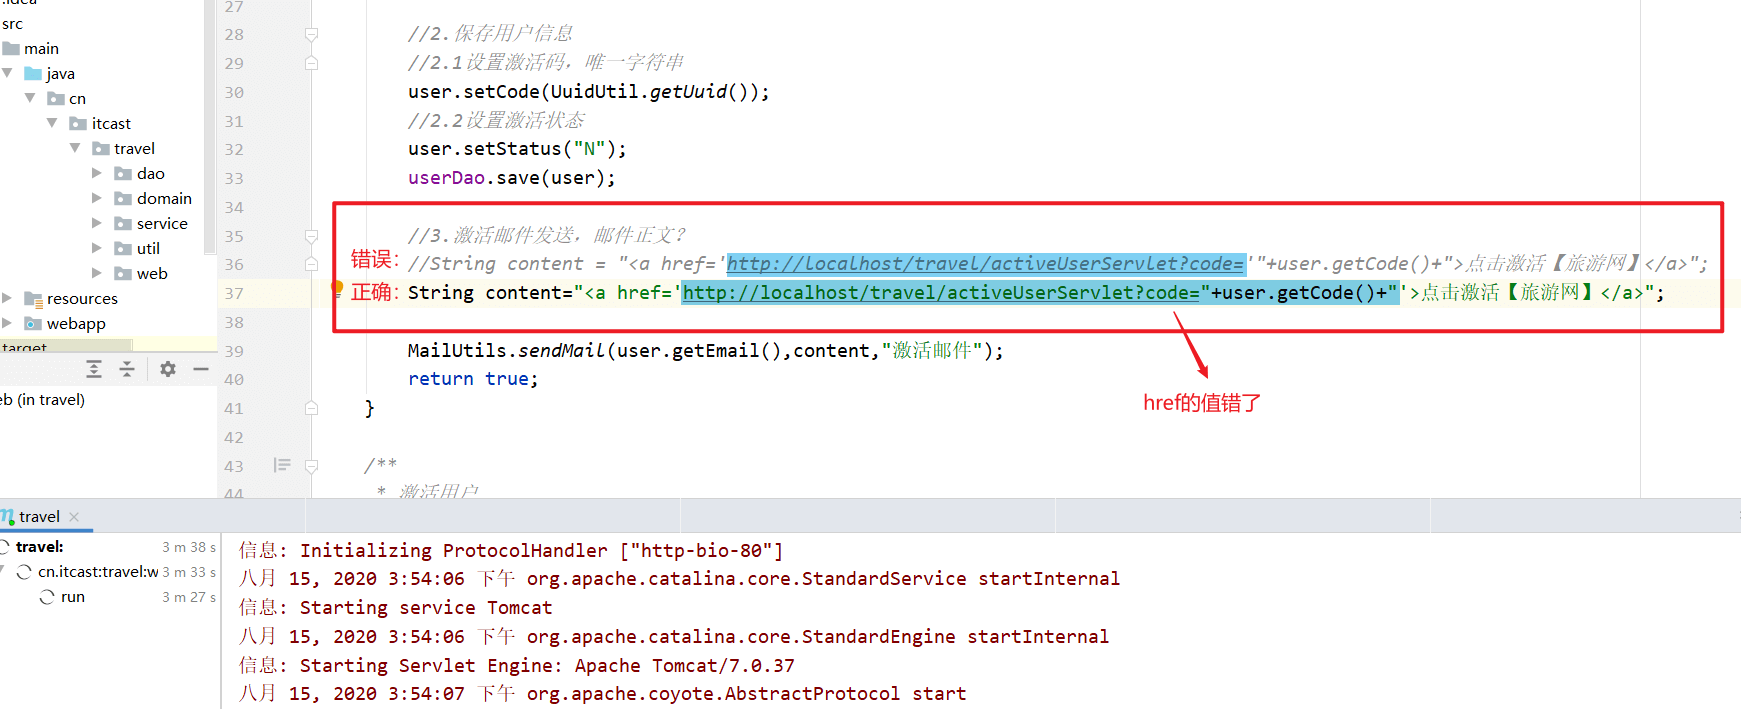 .idea
src
main
java
cn
itcast
travel
dao
domain
service
util
web
resources
webapp
target
eb (in travel)
27
28 //2.保存用户信息
29 //2.1设置激活码，唯一字符串
30 user.setCode(UuidUtil.getUuid());
31 //2.2设置激活状态
32 user.setStatus("N");
33 userDao.save(user);
34
35 //3.激活邮件发送，邮件正文？
36 错误： //String content = "<a href='http://localhost/travel/activeUserServlet?code='"+user.getCode()+">点击激活【旅游网】</a>";
37 正确： String content="<a href='http://localhost/travel/activeUserServlet?code="+user.getCode()+"'>点击激活【旅游网】</a>";
38
39 MailUtils.sendMail(user.getEmail(),content,"激活邮件");
40 return true;
href的值错了
41 }
42
43 /**
44 * 激活用户
travel
travel: 3 m 38 s
cn.itcast:travel:w 3 m 33 s
run 3 m 27 s
信息: Initializing ProtocolHandler ["http-bio-80"]
八月 15, 2020 3:54:06 下午 org.apache.catalina.core.StandardService startInternal
信息: Starting service Tomcat
八月 15, 2020 3:54:06 下午 org.apache.catalina.core.StandardEngine startInternal
信息: Starting Servlet Engine: Apache Tomcat/7.0.37
八月 15, 2020 3:54:07 下午 org.apache.coyote.AbstractProtocol start